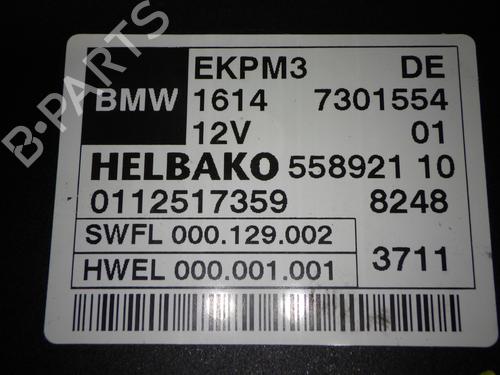 B-PARTS
BMW
EKPM3 DE
1614 7301554
12V 01
HELBAKO 558921 10
0112517359 8248
SWFL 000.129.002
HWEL 000.001.001
3711